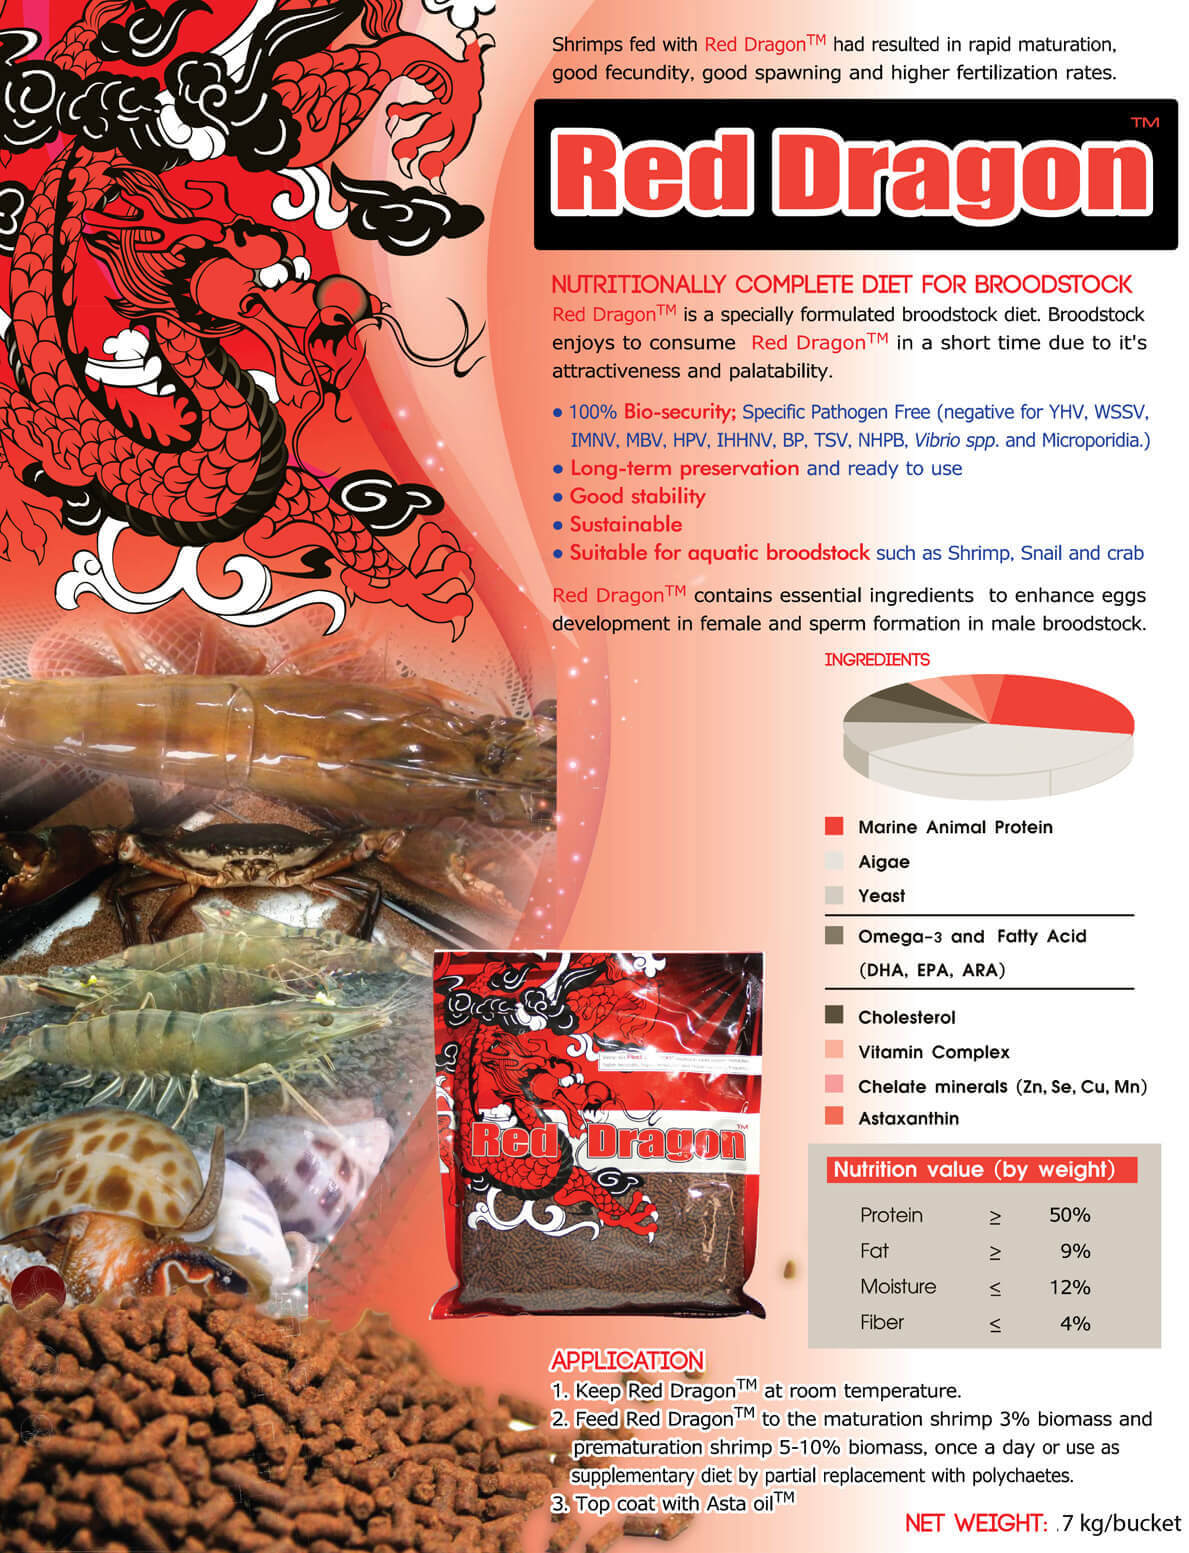 Shrimps fed with Red Dragon™ had resulted in rapid maturation,
good fecundity, good spawning and higher fertilization rates.
Red Dragon™
NUTRITIONALLY COMPLETE DIET FOR BROODSTOCK
Red Dragon™ is a specially formulated broodstock diet. Broodstock
enjoys to consume Red Dragon™ in a short time due to it's
attractiveness and palatability.
• 100% Bio-security; Specific Pathogen Free (negative for YHV, WSSV,
IMNV, MBV, HPV, IHHNV, BP, TSV, NHPB, Vibrio spp. and Microporidia.)
• Long-term preservation and ready to use
• Good stability
• Sustainable
• Suitable for aquatic broodstock such as Shrimp, Snail and crab
Red Dragon™ contains essential ingredients to enhance eggs
development in female and sperm formation in male broodstock.
INGREDIENTS
Marine Animal Protein
Aigae
Yeast
Omega-3 and Fatty Acid
(DHA, EPA, ARA)
Cholesterol
Vitamin Complex
Chelate minerals (Zn, Se, Cu, Mn)
Astaxanthin
Red Dragon™
Nutrition value (by weight)
Protein ≥ 50%
Fat ≥ 9%
Moisture ≤ 12%
Fiber ≤ 4%
APPLICATION
1. Keep Red Dragon™ at room temperature.
2. Feed Red Dragon™ to the maturation shrimp 3% biomass and
prematuration shrimp 5-10% biomass, once a day or use as
supplementary diet by partial replacement with polychaetes.
3. Top coat with Asta oil™
NET WEIGHT: .7 kg/bucket